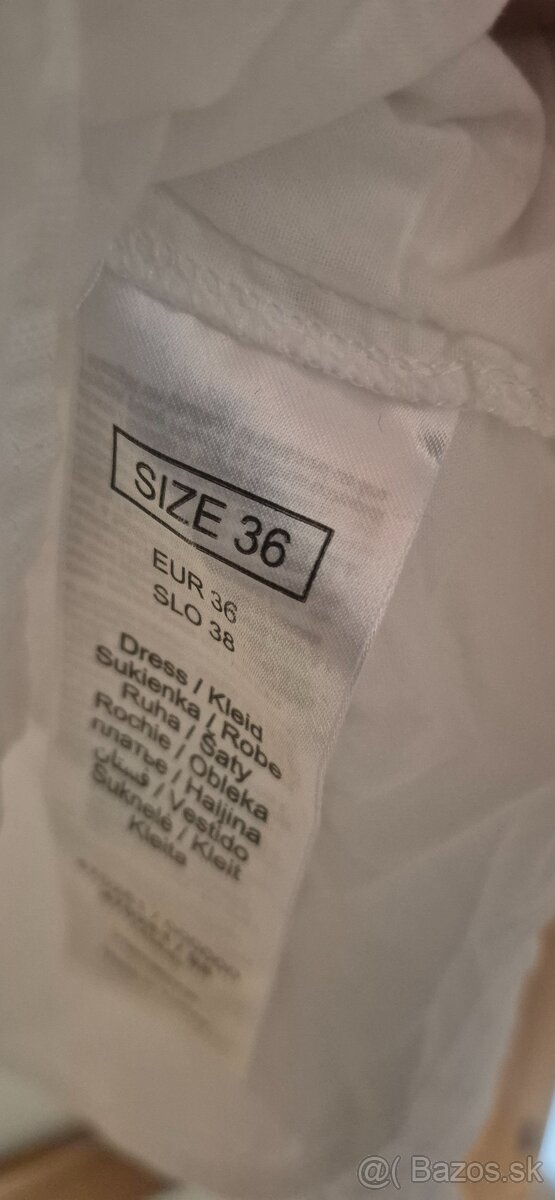 SIZE 36
EUR 36
SLO 38
Dress / Kleid
Sukienka / Robe
Ruha / Šaty
Rochie / Obleka
платье / Haljina
فستان / Vestido
Suknelė / Kleit
Kleita
@( Bazos.sk